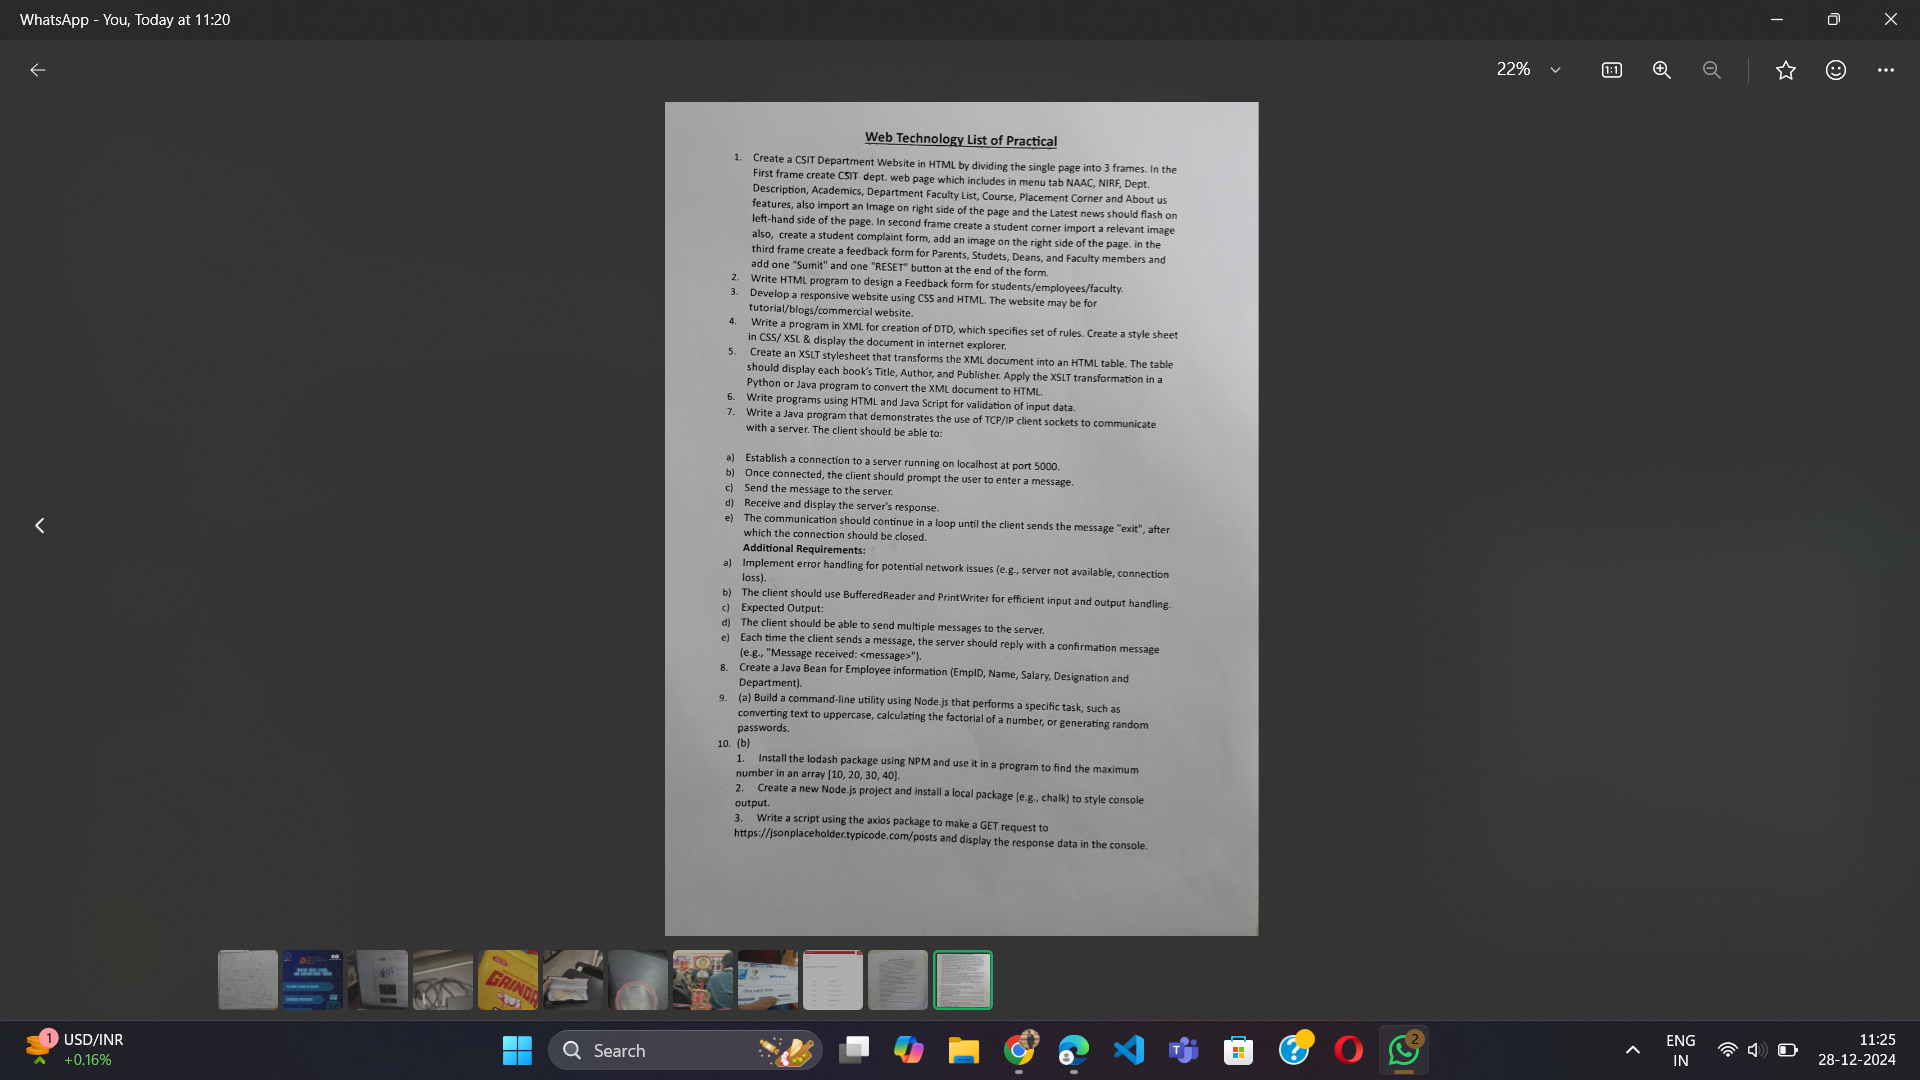 WhatsApp - You, Today at 11:20
22%
1:1
Web Technology List of Practical
1. Create a CSIT Department Website in HTML by dividing the single page into 3 frames. In the
First frame create CSIT dept. web page which includes in menu tab NAAC, NIRF, Dept.
Description, Academics, Department Faculty List, Course, Placement Corner and About us
features, also import an Image on right side of the page and the Latest news should flash on
left-hand side of the page. In second frame create a student corner import a relevant image
also, create a student complaint form, add an image on the right side of the page. in the
third frame create a feedback form for Parents, Studets, Deans, and Faculty members and
add one "Sumit" and one "RESET" button at the end of the form.
2. Write HTML program to design a Feedback form for students/employees/faculty.
3. Develop a responsive website using CSS and HTML. The website may be for
tutorial/blogs/commercial website.
4. Write a program in XML for creation of DTD, which specifies set of rules. Create a style sheet
in CSS/ XSL & display the document in internet explorer.
5. Create an XSLT stylesheet that transforms the XML document into an HTML table. The table
should display each book's Title, Author, and Publisher. Apply the XSLT transformation in a
Python or Java program to convert the XML document to HTML.
6. Write programs using HTML and Java Script for validation of input data.
7. Write a Java program that demonstrates the use of TCP/IP client sockets to communicate
with a server. The client should be able to:
a) Establish a connection to a server running on localhost at port 5000.
b) Once connected, the client should prompt the user to enter a message.
c) Send the message to the server.
d) Receive and display the server's response.
e) The communication should continue in a loop until the client sends the message "exit", after
which the connection should be closed.
Additional Requirements:
a) Implement error handling for potential network issues (e.g., server not available, connection
loss).
b) The client should use BufferedReader and PrintWriter for efficient input and output handling.
c) Expected Output:
d) The client should be able to send multiple messages to the server.
e) Each time the client sends a message, the server should reply with a confirmation message
(e.g., "Message received: <message>").
8. Create a Java Bean for Employee information (EmpID, Name, Salary, Designation and
Department).
9. (a) Build a command-line utility using Node.js that performs a specific task, such as
converting text to uppercase, calculating the factorial of a number, or generating random
passwords.
10. (b)
1. Install the lodash package using NPM and use it in a program to find the maximum
number in an array [10, 20, 30, 40].
2. Create a new Node.js project and install a local package (e.g., chalk) to style console
output.
3. Write a script using the axios package to make a GET request to
https://jsonplaceholder.typicode.com/posts and display the response data in the console.
1
USD/INR
+0.16%
Search
2
ENG
IN
11:25
28-12-2024